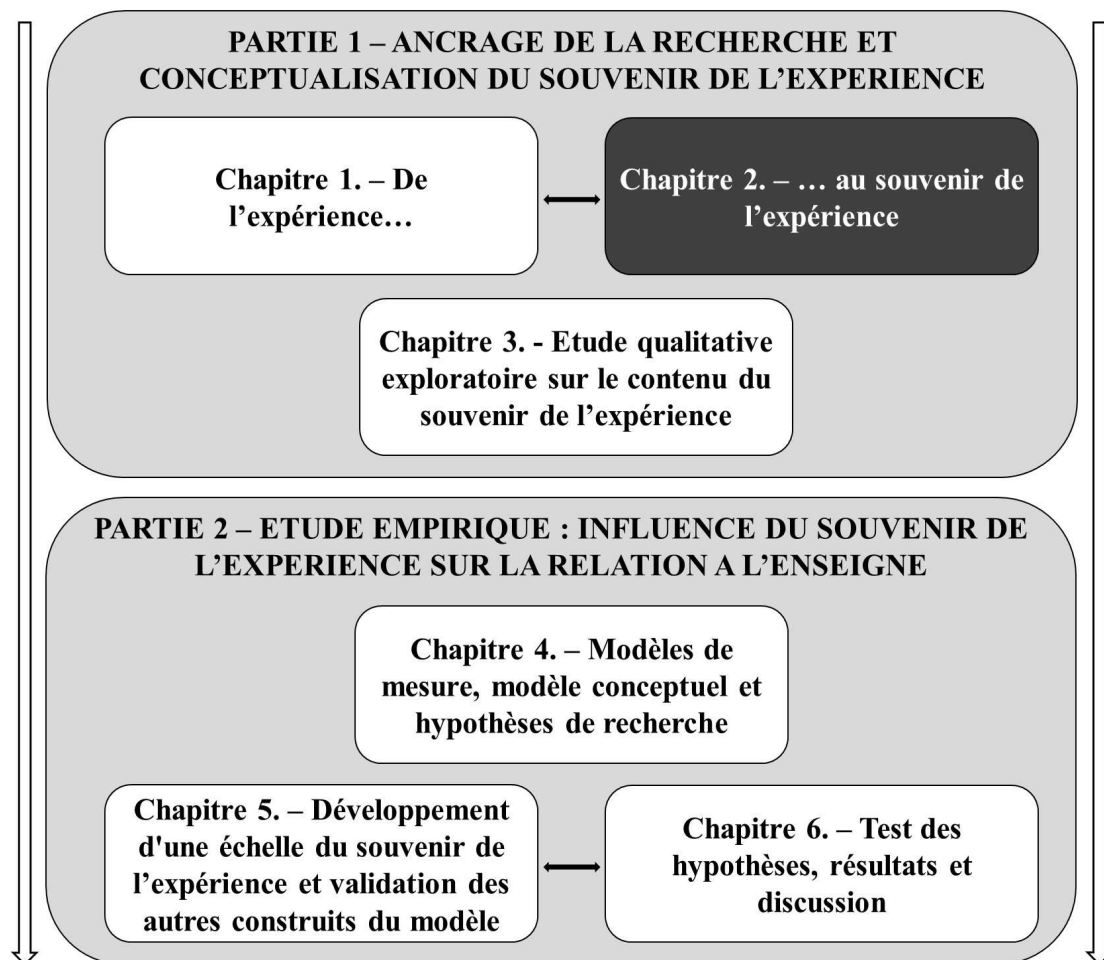 PARTIE 1 – ANCRAGE DE LA RECHERCHE ET
CONCEPTUALISATION DU SOUVENIR DE L’EXPERIENCE
Chapitre 1. – De
l’expérience…
Chapitre 2. – … au souvenir de
l’expérience
Chapitre 3. - Etude qualitative
exploratoire sur le contenu du
souvenir de l’expérience
PARTIE 2 – ETUDE EMPIRIQUE : INFLUENCE DU SOUVENIR DE
L’EXPERIENCE SUR LA RELATION A L’ENSEIGNE
Chapitre 4. – Modèles de
mesure, modèle conceptuel et
hypothèses de recherche
Chapitre 5. – Développement
d'une échelle du souvenir de
l’expérience et validation des
autres construits du modèle
Chapitre 6. – Test des
hypothèses, résultats et
discussion